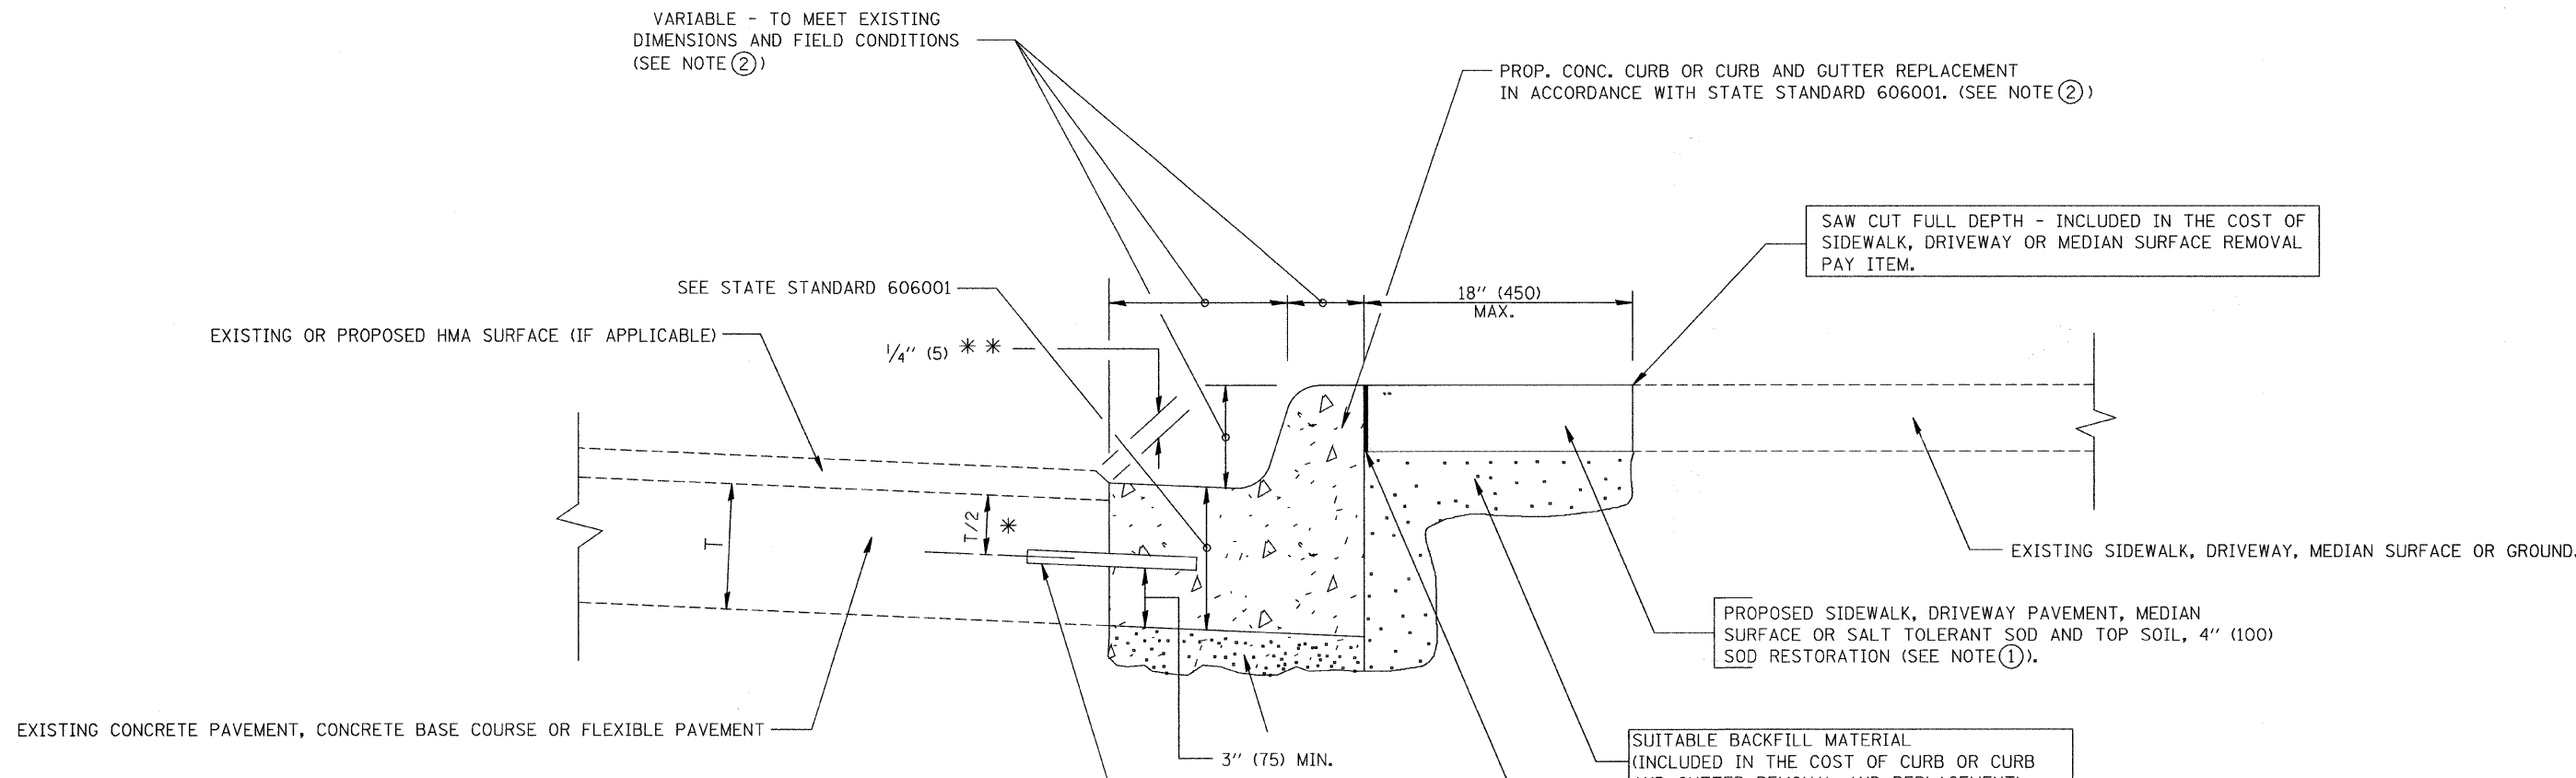 VARIABLE - TO MEET EXISTING
DIMENSIONS AND FIELD CONDITIONS
(SEE NOTE ②)
PROP. CONC. CURB OR CURB AND GUTTER REPLACEMENT
IN ACCORDANCE WITH STATE STANDARD 606001. (SEE NOTE ②)
SAW CUT FULL DEPTH - INCLUDED IN THE COST OF
SIDEWALK, DRIVEWAY OR MEDIAN SURFACE REMOVAL
PAY ITEM.
SEE STATE STANDARD 606001
18" (450)
MAX.
EXISTING OR PROPOSED HMA SURFACE (IF APPLICABLE)
1/4" (5) * *
T/2 *
T
EXISTING SIDEWALK, DRIVEWAY, MEDIAN SURFACE OR GROUND.
PROPOSED SIDEWALK, DRIVEWAY PAVEMENT, MEDIAN
SURFACE OR SALT TOLERANT SOD AND TOP SOIL, 4" (100)
SOD RESTORATION (SEE NOTE ①).
EXISTING CONCRETE PAVEMENT, CONCRETE BASE COURSE OR FLEXIBLE PAVEMENT
3" (75) MIN.
SUITABLE BACKFILL MATERIAL
(INCLUDED IN THE COST OF CURB OR CURB
AND GUTTER REMOVAL AND REPLACEMENT)